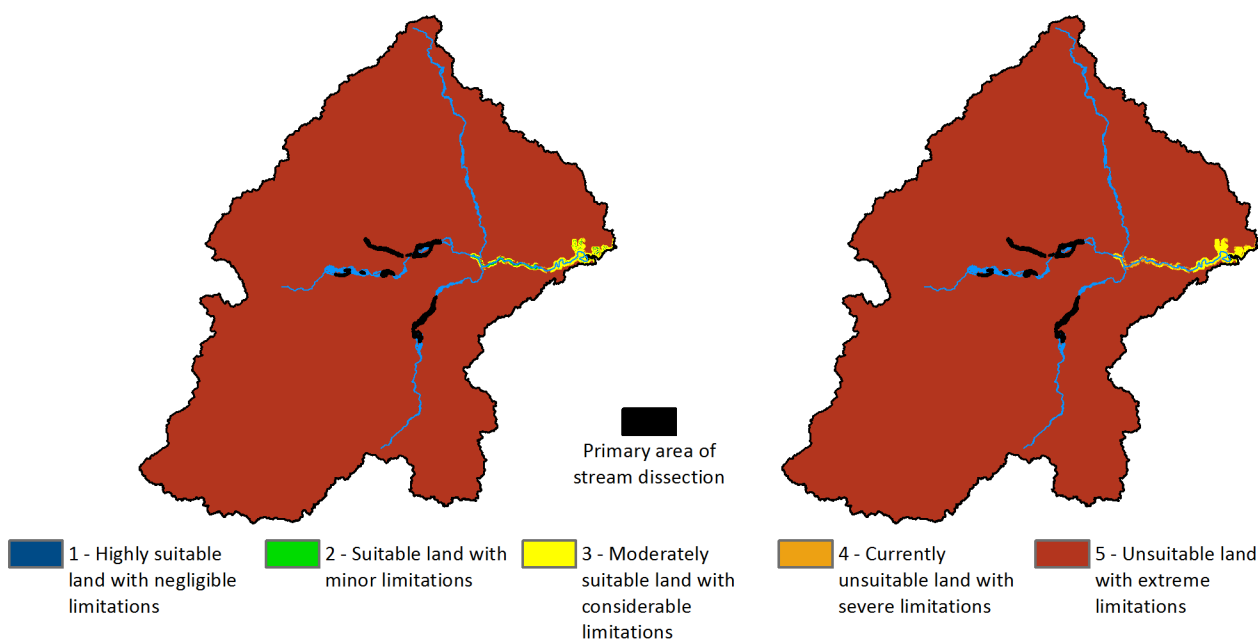 Primary area of
stream dissection
1 - Highly suitable
land with negligible
limitations
2 - Suitable land with
minor limitations
3 - Moderately
suitable land with
considerable
limitations
4 - Currently
unsuitable land with
severe limitations
5 - Unsuitable land
with extreme
limitations